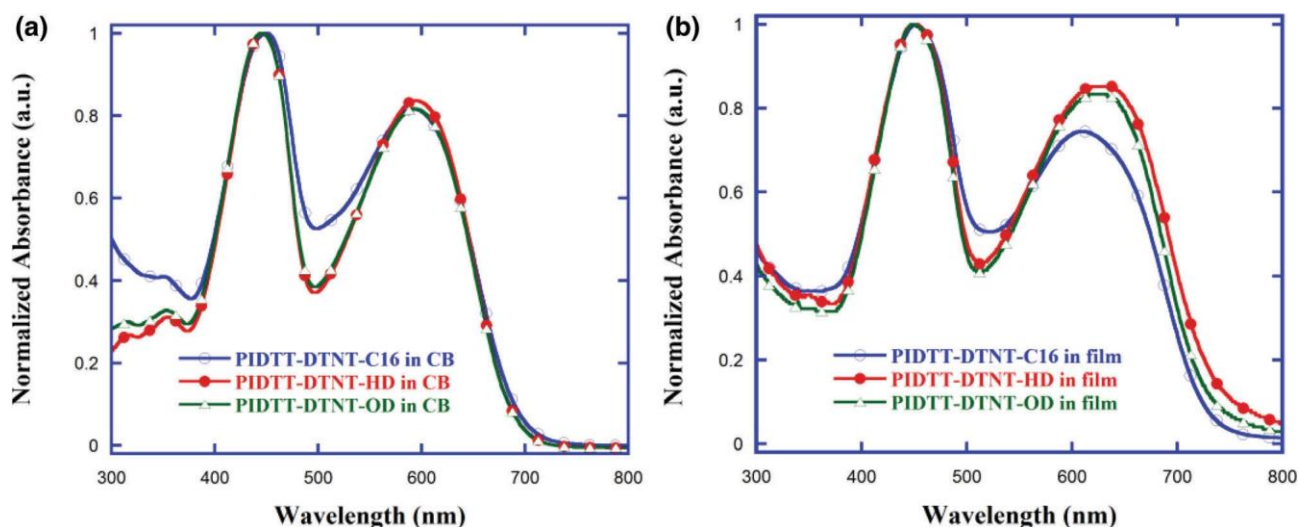 (a)
Normalized Absorbance (a.u.)
1
0.8
0.6
0.4
0.2
0
PIDTT-DTNT-C16 in CB
PIDTT-DTNT-HD in CB
PIDTT-DTNT-OD in CB
300 400 500 600 700 800
Wavelength (nm)
(b)
Normalized Absorbance (a.u.)
1
0.8
0.6
0.4
0.2
0
PIDTT-DTNT-C16 in film
PIDTT-DTNT-HD in film
PIDTT-DTNT-OD in film
300 400 500 600 700 800
Wavelength (nm)